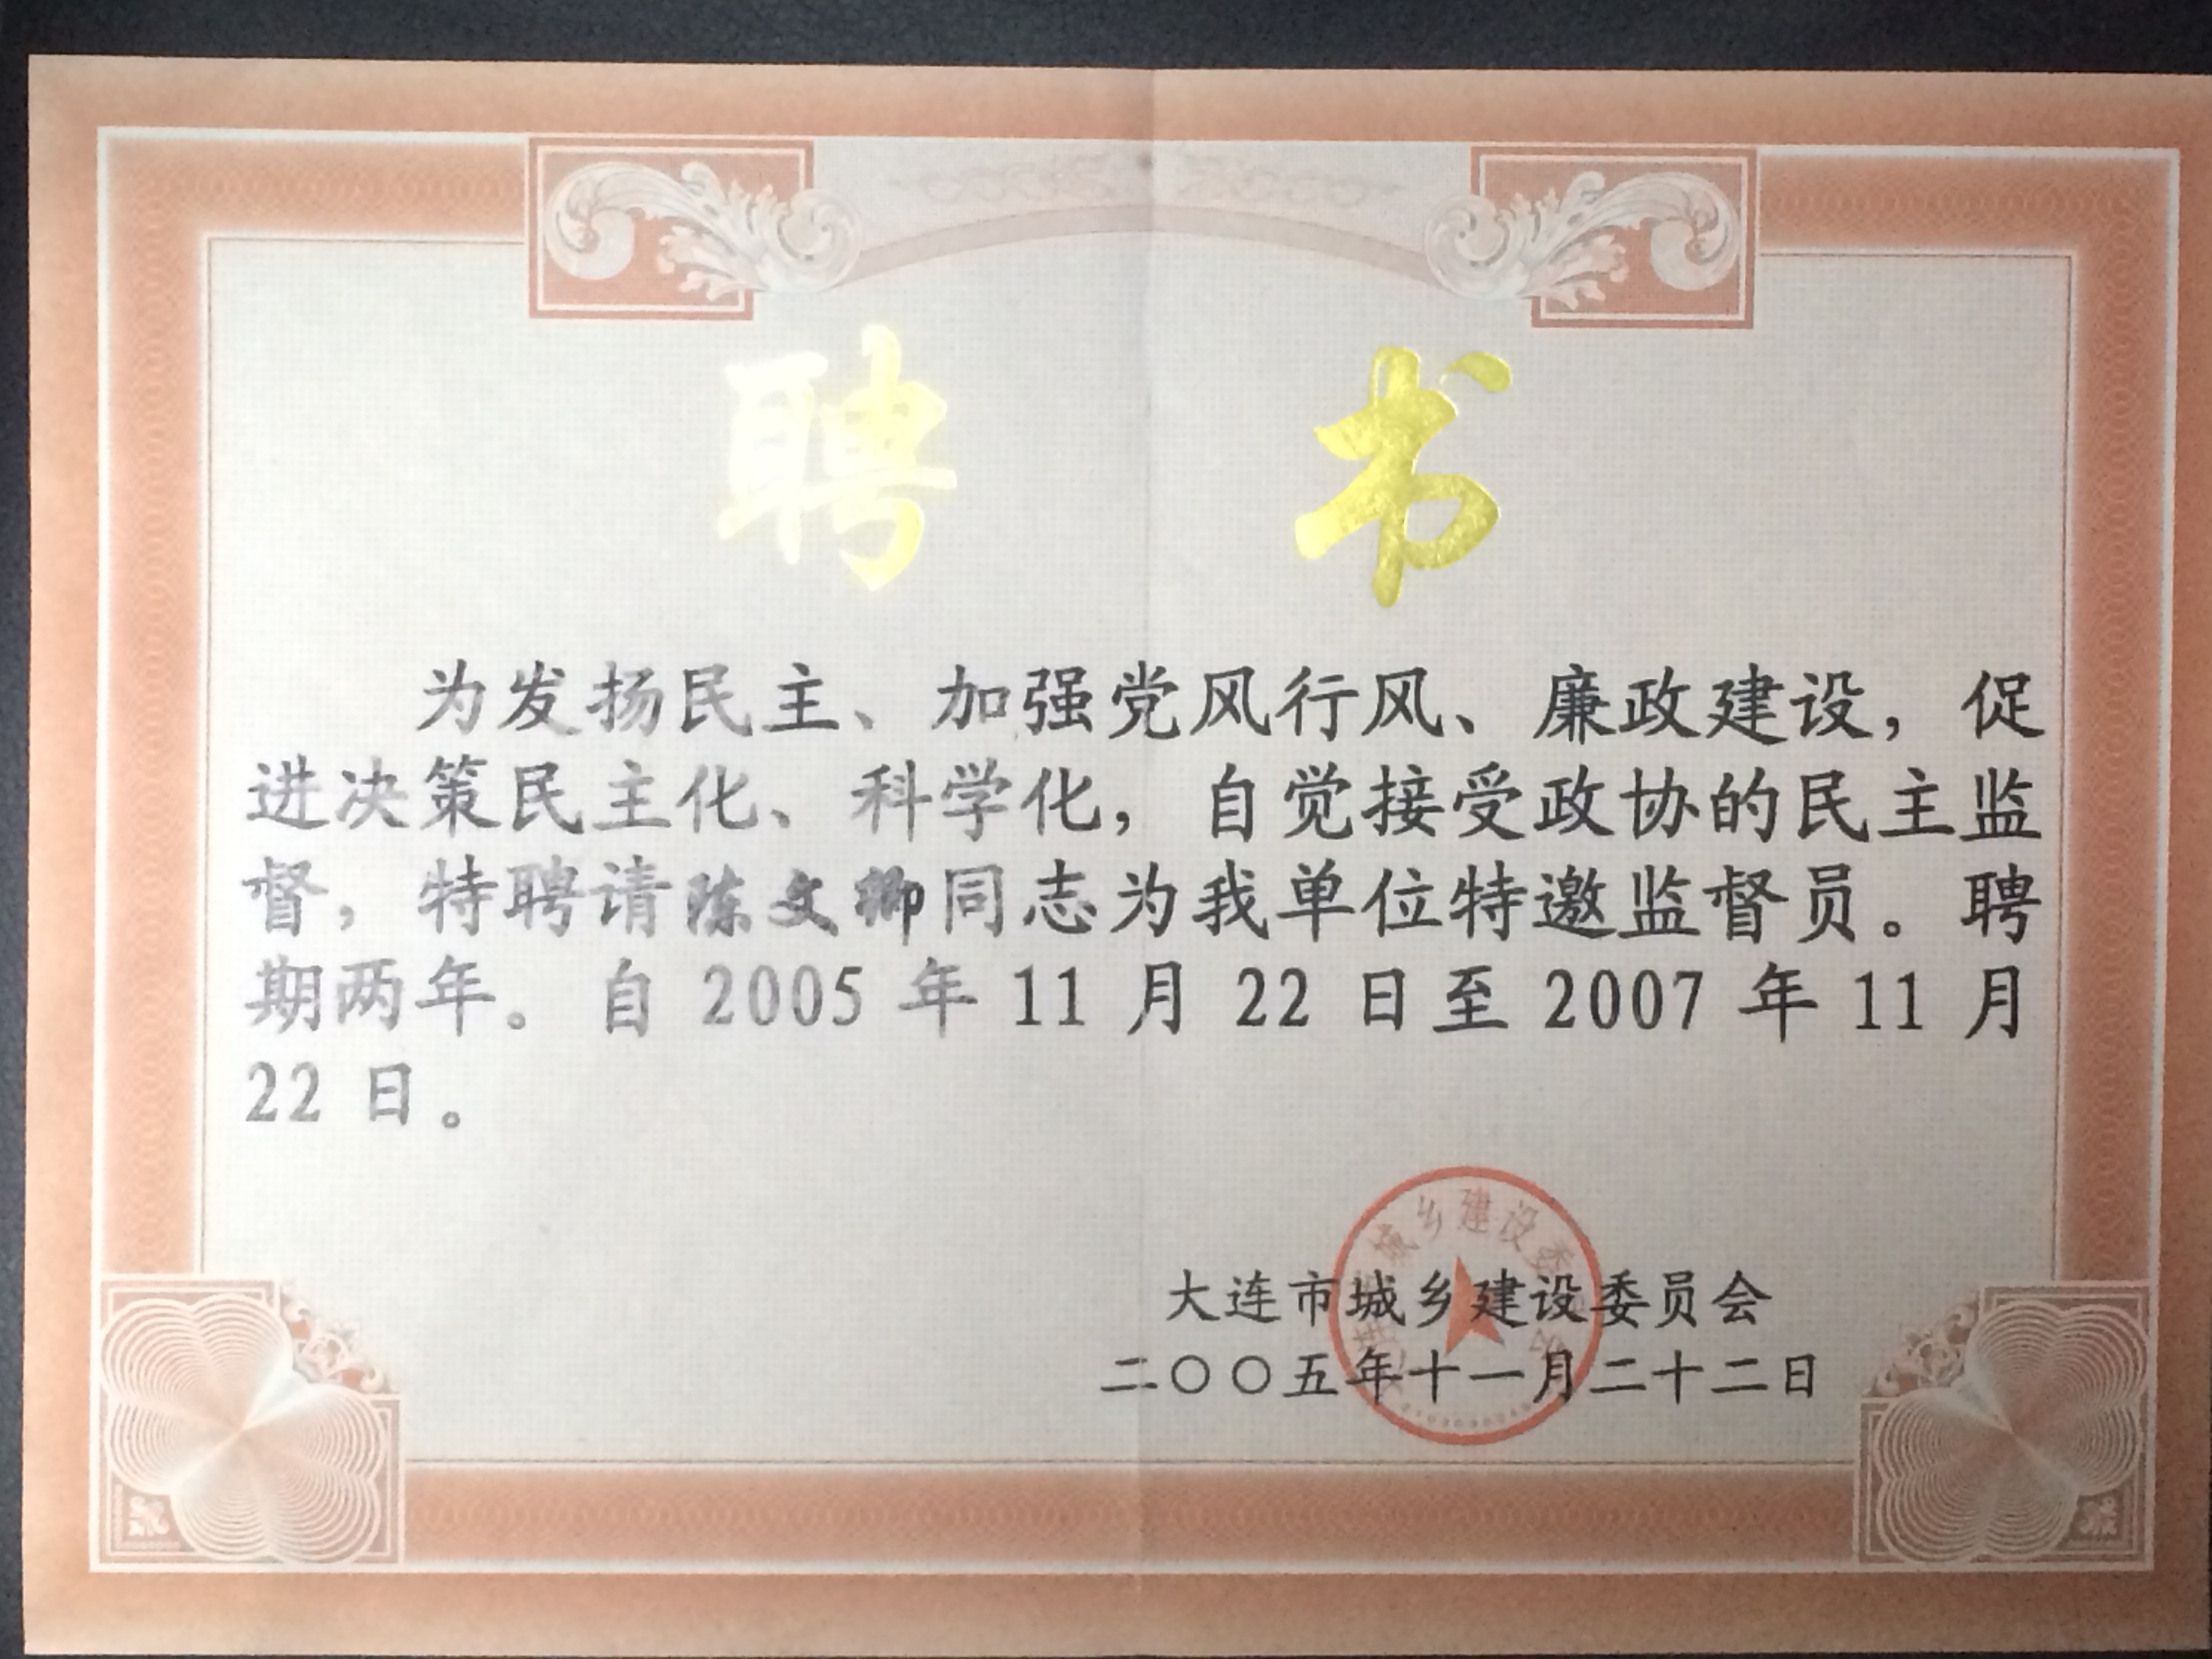 聘 书
为发扬民主、加强党风行风、廉政建设，促
进决策民主化、科学化，自觉接受政协的民主监
督，特聘请陈文卿同志为我单位特邀监督员。聘
期两年。自 2005 年 11 月 22 日至 2007 年 11 月
22 日。
城乡建设委
大连市城乡建设委员会
二〇〇五年十一月二十二日